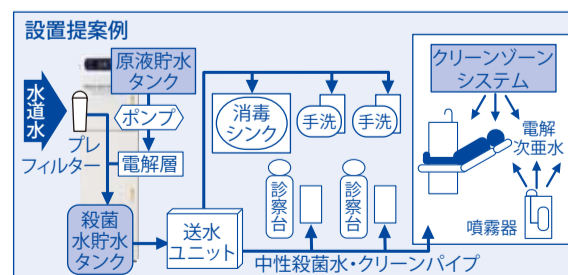 設置提案例
水道水
プレ
フィルター
原液貯水
タンク
ポンプ
電解層
殺菌
水貯水
タンク
送水
ユニット
消毒
シンク
手洗
手洗
診察台
診察台
中性殺菌水・クリーンパイプ
クリーンゾーン
システム
電解
次亜水
噴霧器